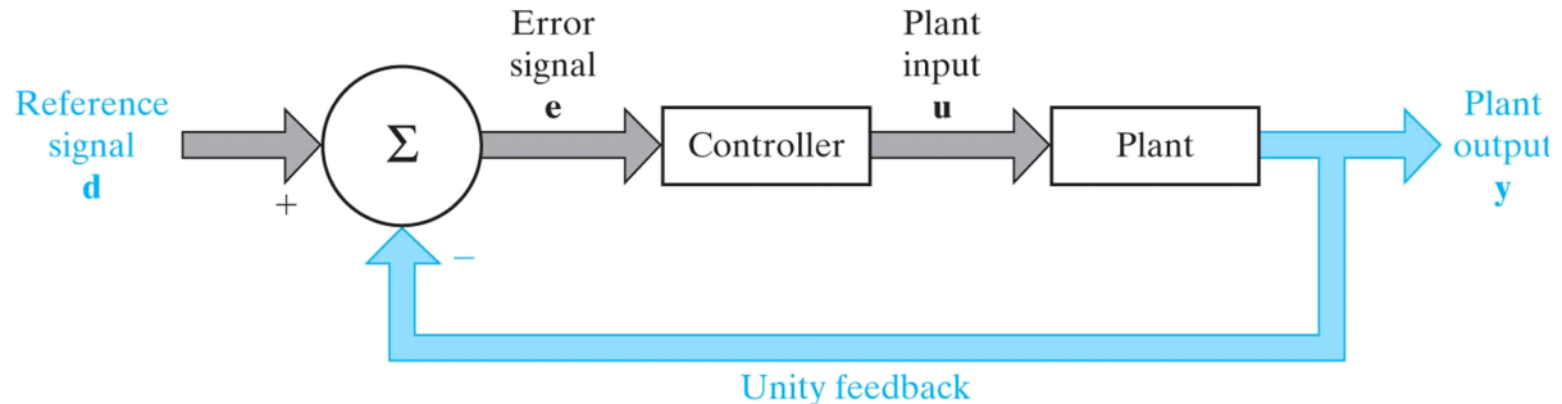 Reference
signal
d
+
Σ
−
Error
signal
e
Controller
Plant
input
u
Plant
Plant
output
y
Unity feedback